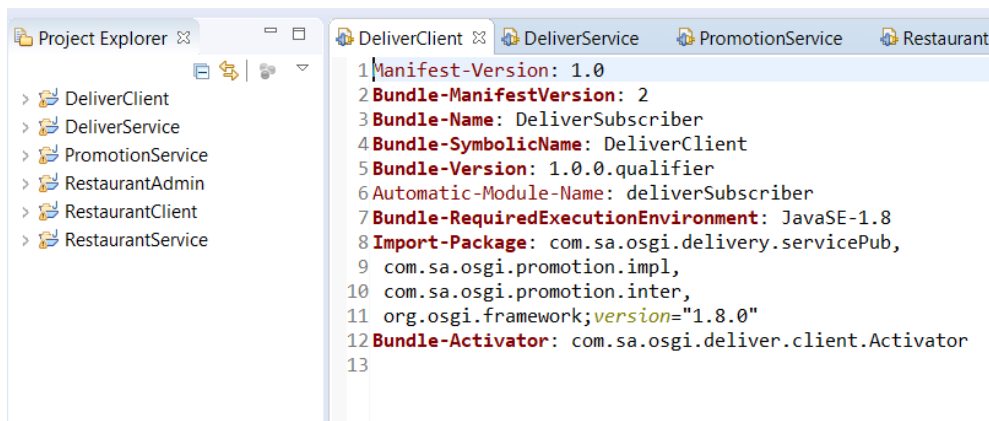 Project Explorer
DeliverClient
DeliverService
PromotionService
RestaurantAdmin
RestaurantClient
RestaurantService
DeliverClient DeliverService PromotionService Restaurant
1 Manifest-Version: 1.0
2 Bundle-ManifestVersion: 2
3 Bundle-Name: DeliverSubscriber
4 Bundle-SymbolicName: DeliverClient
5 Bundle-Version: 1.0.0.qualifier
6 Automatic-Module-Name: deliverSubscriber
7 Bundle-RequiredExecutionEnvironment: JavaSE-1.8
8 Import-Package: com.sa.osgi.delivery.servicePub,
9 com.sa.osgi.promotion.impl,
10 com.sa.osgi.promotion.inter,
11 org.osgi.framework;version="1.8.0"
12 Bundle-Activator: com.sa.osgi.deliver.client.Activator
13